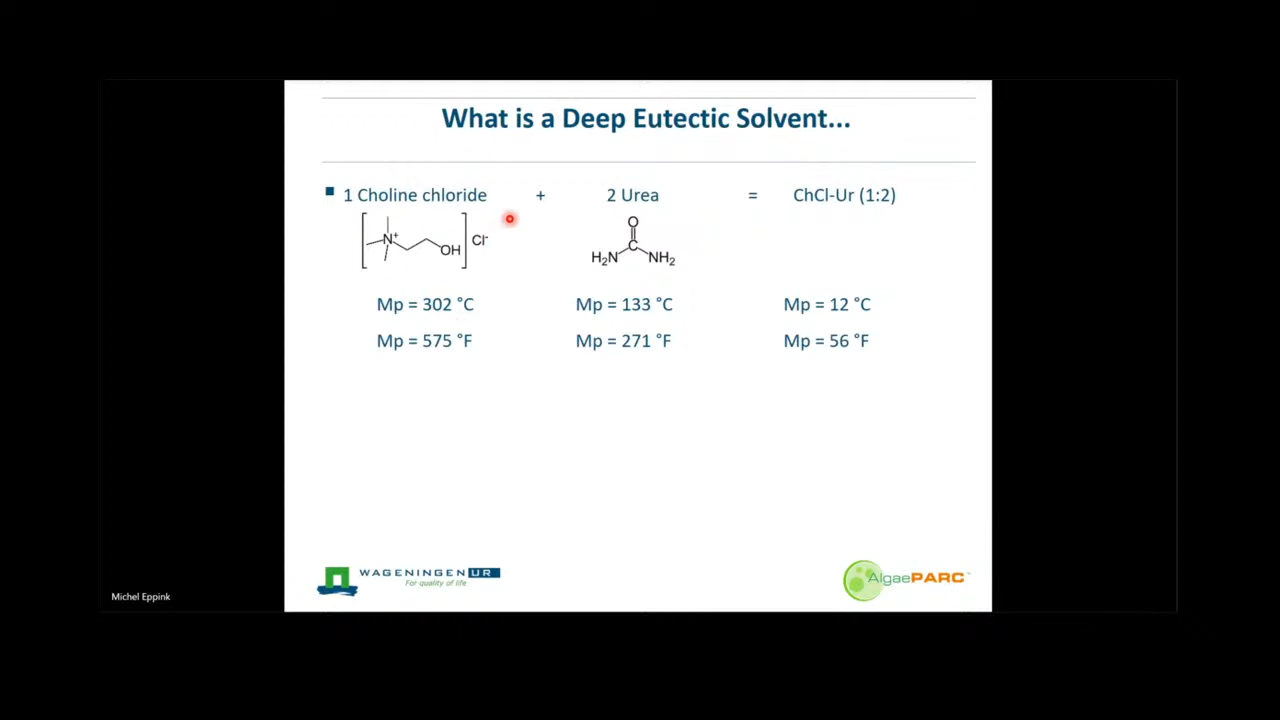 What is a Deep Eutectic Solvent...
1 Choline chloride + 2 Urea = ChCl-Ur (1:2)
N+ OH Cl-
O
C
H2N NH2
Mp = 302 °C Mp = 133 °C Mp = 12 °C
Mp = 575 °F Mp = 271 °F Mp = 56 °F
WAGENINGEN UR
For quality of life
AlgaePARC™
Michel Eppink